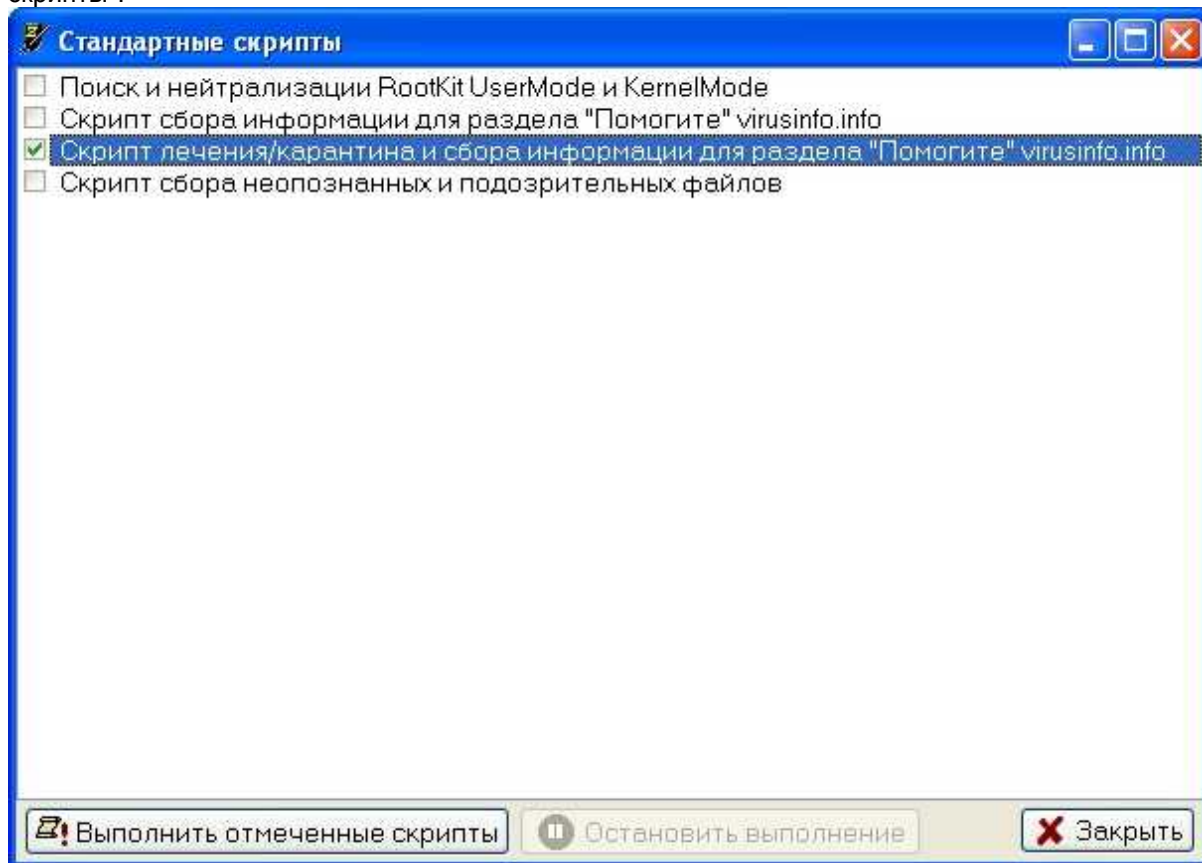 скрипты".
Стандартные скрипты
Поиск и нейтрализации RootKit UserMode и KernelMode
Скрипт сбора информации для раздела "Помогите" virusinfo.info
Скрипт лечения/карантина и сбора информации для раздела "Помогите" virusinfo.info
Скрипт сбора неопознанных и подозрительных файлов
Выполнить отмеченные скрипты Остановить выполнение Закрыть